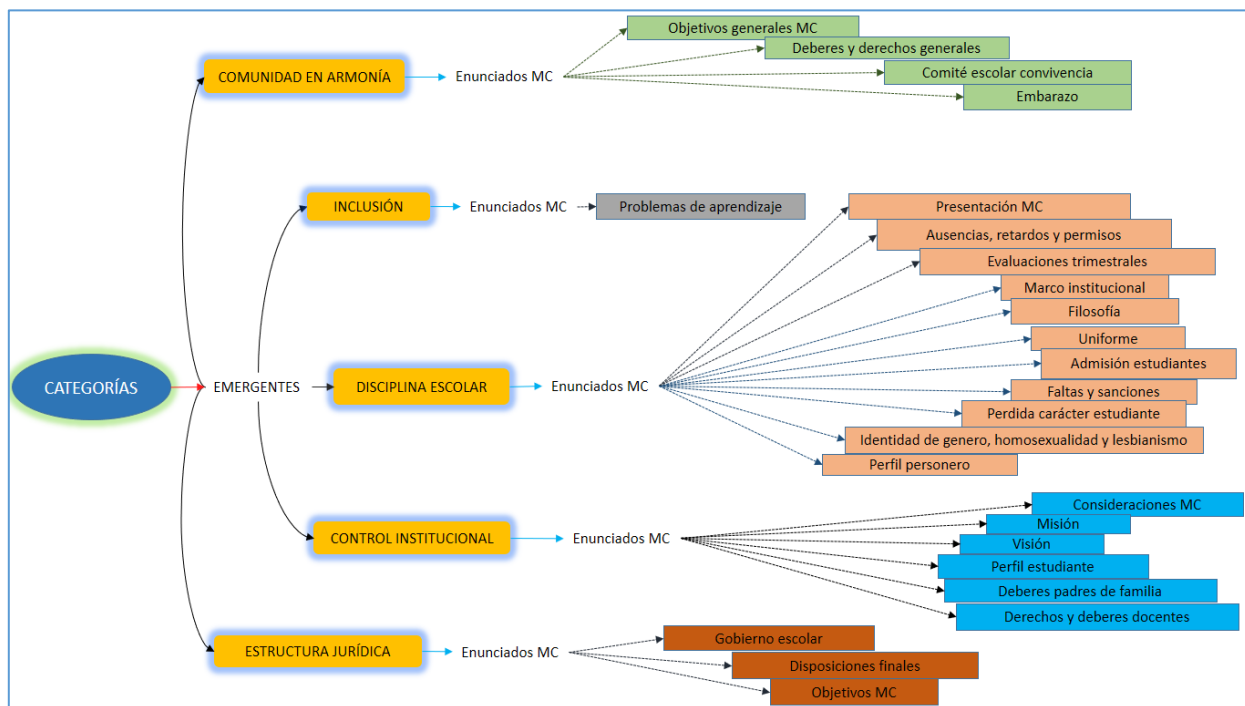 CATEGORÍAS
EMERGENTES
COMUNIDAD EN ARMONÍA
Enunciados MC
Objetivos generales MC
Deberes y derechos generales
Comité escolar convivencia
Embarazo
INCLUSIÓN
Enunciados MC
Problemas de aprendizaje
DISCIPLINA ESCOLAR
Enunciados MC
Presentación MC
Ausencias, retardos y permisos
Evaluaciones trimestrales
Marco institucional
Filosofía
Uniforme
Admisión estudiantes
Faltas y sanciones
Perdida carácter estudiante
Identidad de genero, homosexualidad y lesbianismo
Perfil personero
CONTROL INSTITUCIONAL
Enunciados MC
Consideraciones MC
Misión
Visión
Perfil estudiante
Deberes padres de familia
Derechos y deberes docentes
ESTRUCTURA JURÍDICA
Enunciados MC
Gobierno escolar
Disposiciones finales
Objetivos MC